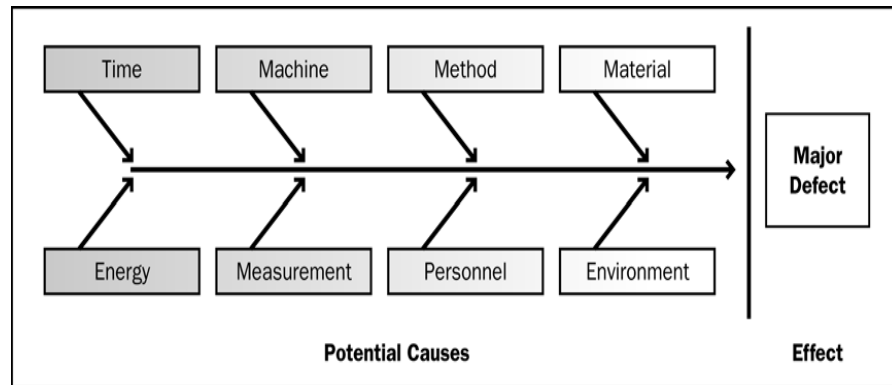 Time
Machine
Method
Material
Major
Defect
Energy
Measurement
Personnel
Environment
Potential Causes
Effect